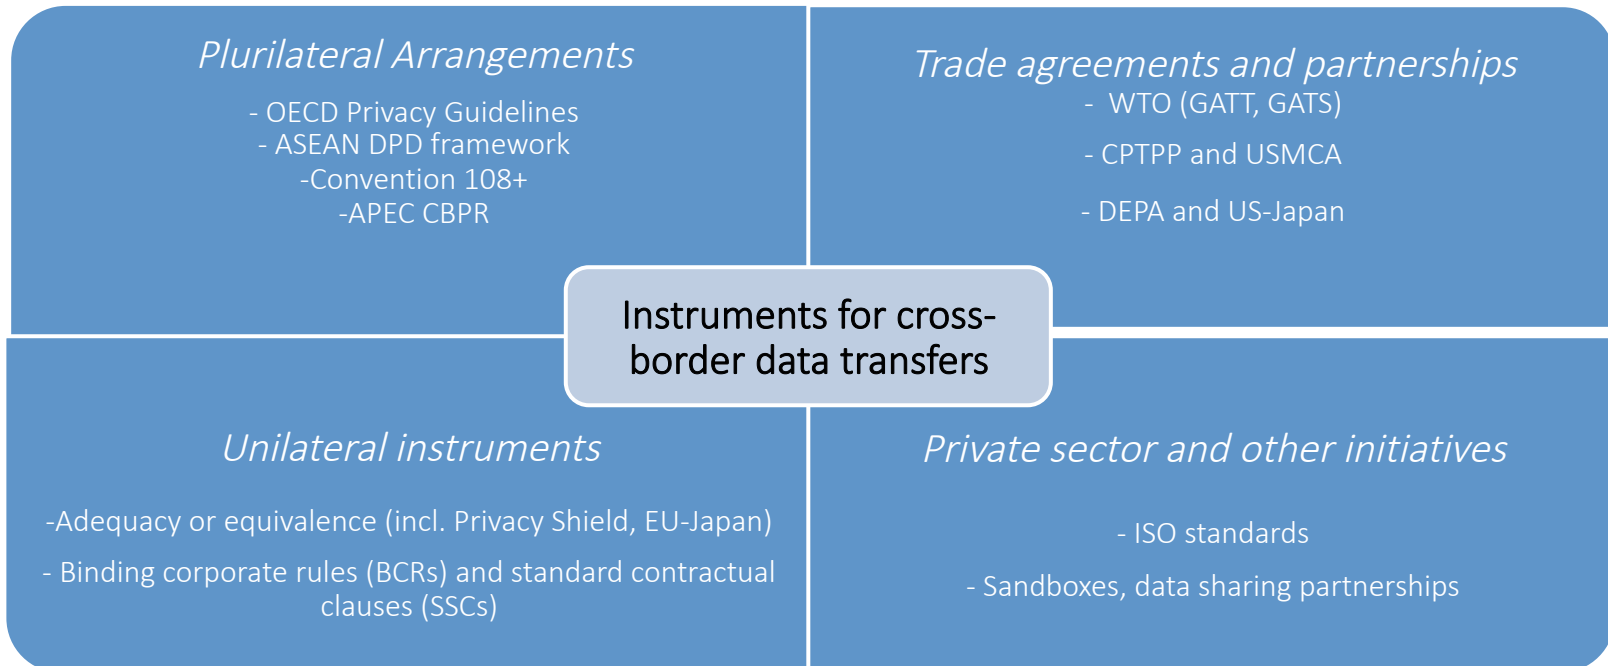 Plurilateral Arrangements
- OECD Privacy Guidelines
- ASEAN DPD framework
-Convention 108+
-APEC CBPR
Trade agreements and partnerships
- WTO (GATT, GATS)
- CPTPP and USMCA
- DEPA and US-Japan
Instruments for cross-
border data transfers
Unilateral instruments
-Adequacy or equivalence (incl. Privacy Shield, EU-Japan)
- Binding corporate rules (BCRs) and standard contractual
clauses (SSCs)
Private sector and other initiatives
- ISO standards
- Sandboxes, data sharing partnerships